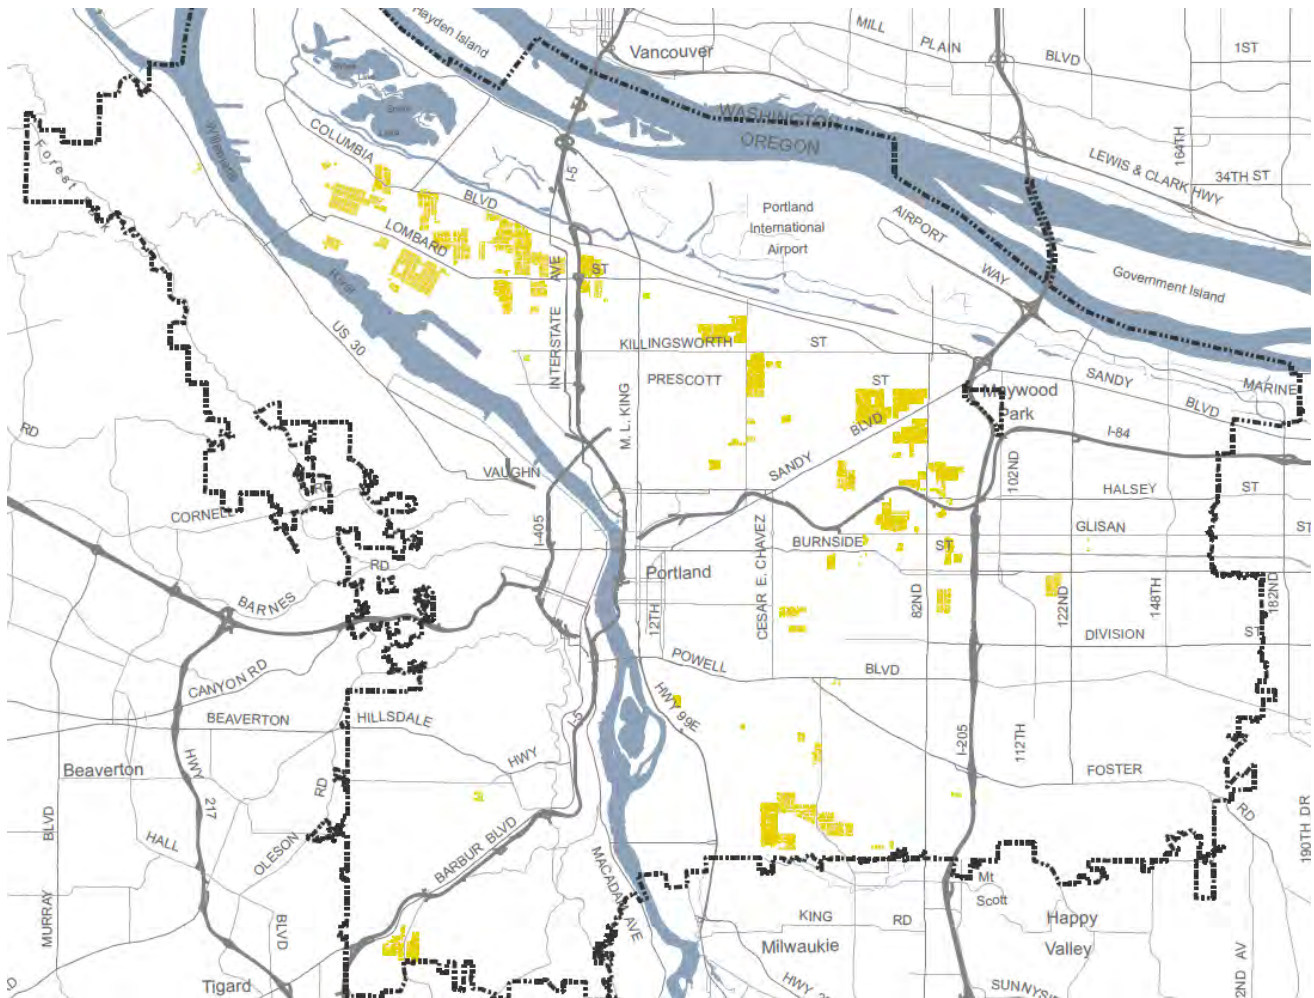 Hayden Island
Vancouver
MILL
PLAIN
BLVD
1ST
Smith
Lake
WASHINGTON
OREGON
164TH
LEWIS & CLARK HWY
34TH ST
Forest Park
Willamette
River
COLUMBIA
BLVD
I-5
LOMBARD
ST
Portland
International
Airport
AIRPORT
WAY
Government Island
US 30
INTERSTATE
AVE
KILLINGSWORTH
ST
PRESCOTT
ST
M. L. KING
Maywood
Park
SANDY
BLVD
MARINE
SANDY
BLVD
I-84
RD
VAUGHN
102ND
HALSEY
ST
CORNELL
RD
I-405
GLISAN
ST
CESAR E. CHAVEZ
BURNSIDE
ST
RD
Portland
BARNES
12TH
82ND
122ND
148TH
182ND
DIVISION
ST
CANYON RD
POWELL
BLVD
BEAVERTON
HILLSDALE
HWY
I-5
HWY 99E
I-205
112TH
Beaverton
HWY
217
RD
FOSTER
RD
BLVD
HALL
OLESON
BARBUR BLVD
190TH DR
MURRAY
BLVD
MACADAM AVE
Mt
Scott
KING
RD
Milwaukie
Happy
Valley
Tigard
SUNNYSI
2ND AV